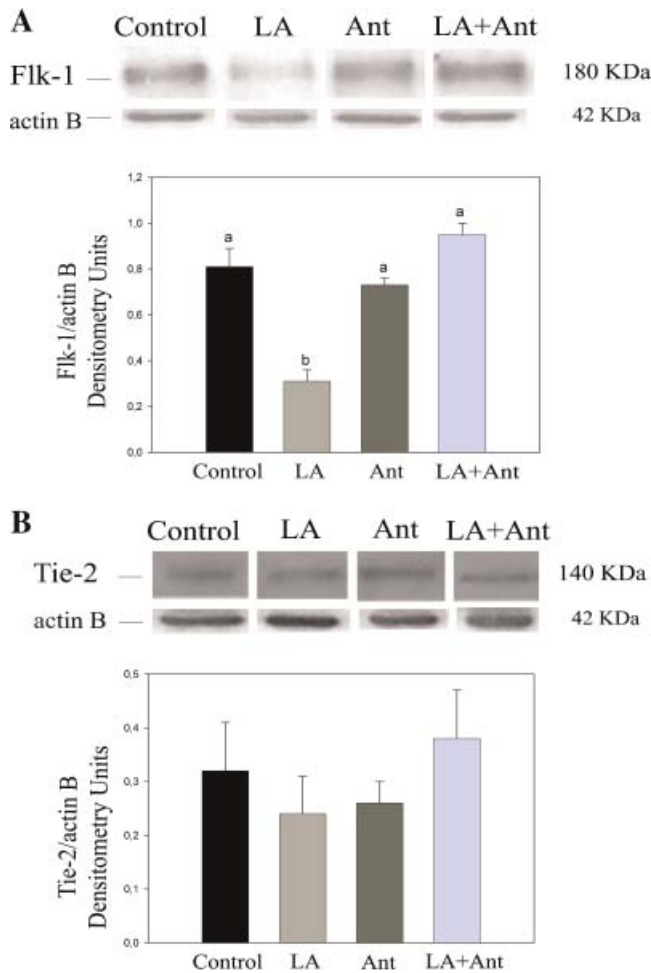 A
Control LA Ant LA+Ant
Flk-1 180 KDa
actin B 42 KDa
1,2
1,0
0,8
0,6
0,4
0,2
0,0
Flk-1/actin B
Densitometry Units
a
b
a
a
Control LA Ant LA+Ant
B
Control LA Ant LA+Ant
Tie-2 140 KDa
actin B 42 KDa
0,5
0,4
0,3
0,2
0,1
0,0
Tie-2/actin B
Densitometry Units
Control LA Ant LA+Ant